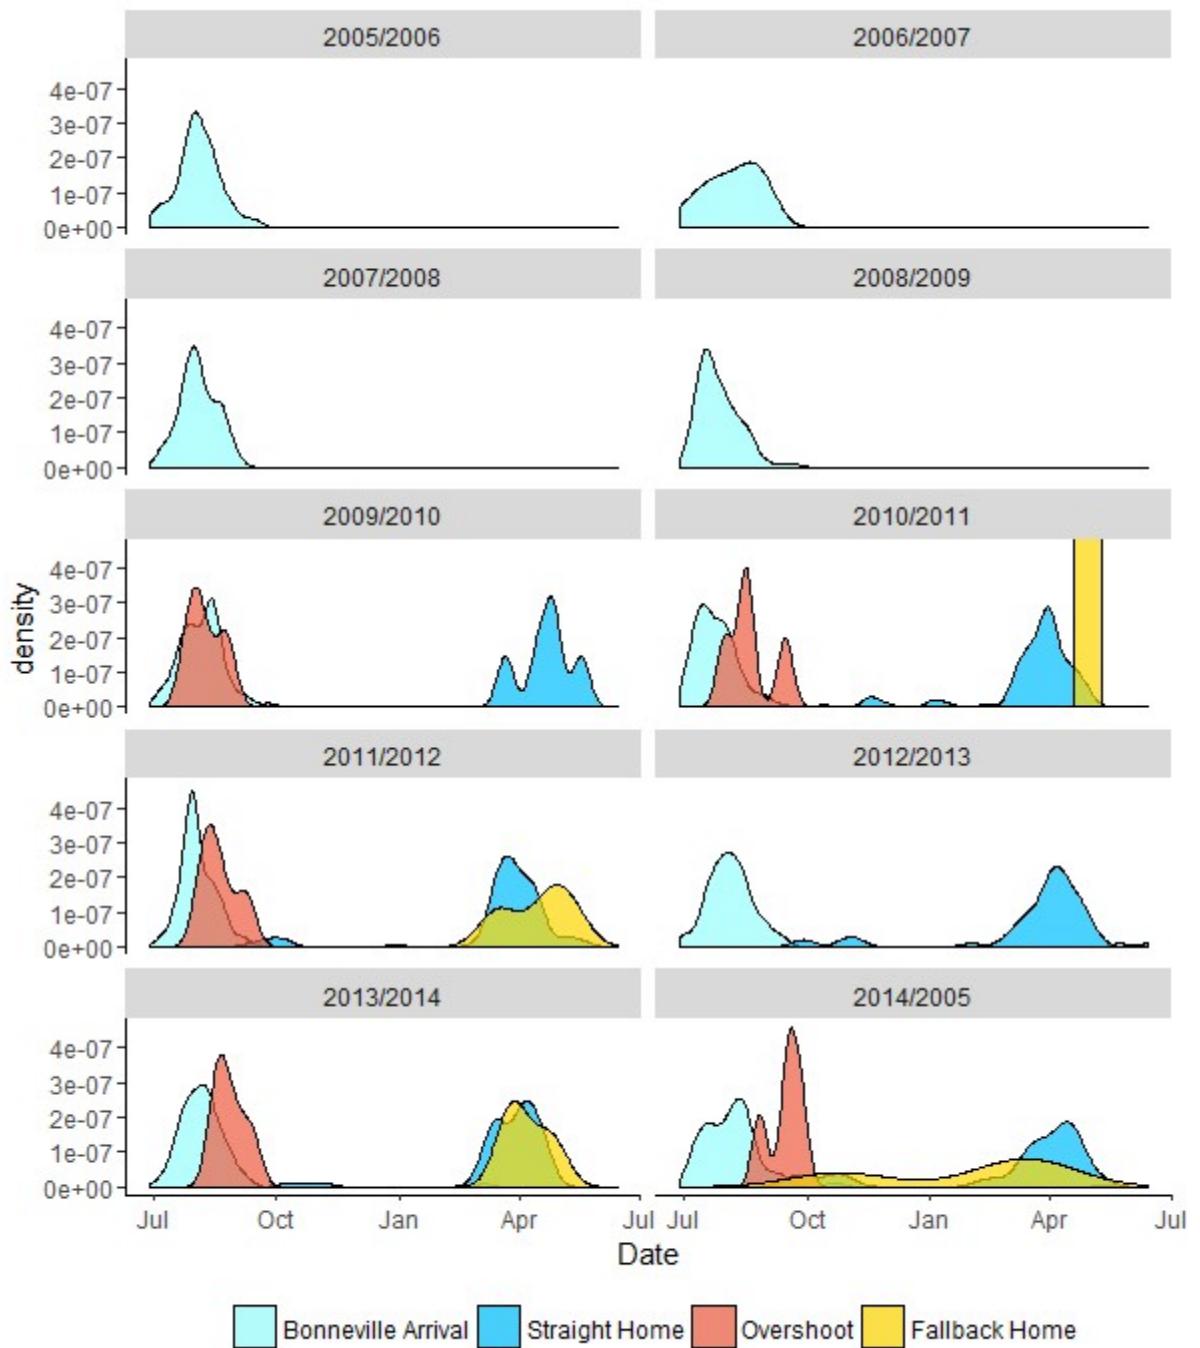 2005/2006 2006/2007
4e-07
3e-07
2e-07
1e-07
0e+00
2007/2008 2008/2009
4e-07
3e-07
2e-07
1e-07
0e+00
2009/2010 2010/2011
4e-07
3e-07
2e-07
1e-07
0e+00
density
2011/2012 2012/2013
4e-07
3e-07
2e-07
1e-07
0e+00
2013/2014 2014/2005
4e-07
3e-07
2e-07
1e-07
0e+00
Jul Oct Jan Apr Jul Jul Oct Jan Apr Jul
Date
Bonneville Arrival Straight Home Overshoot Fallback Home